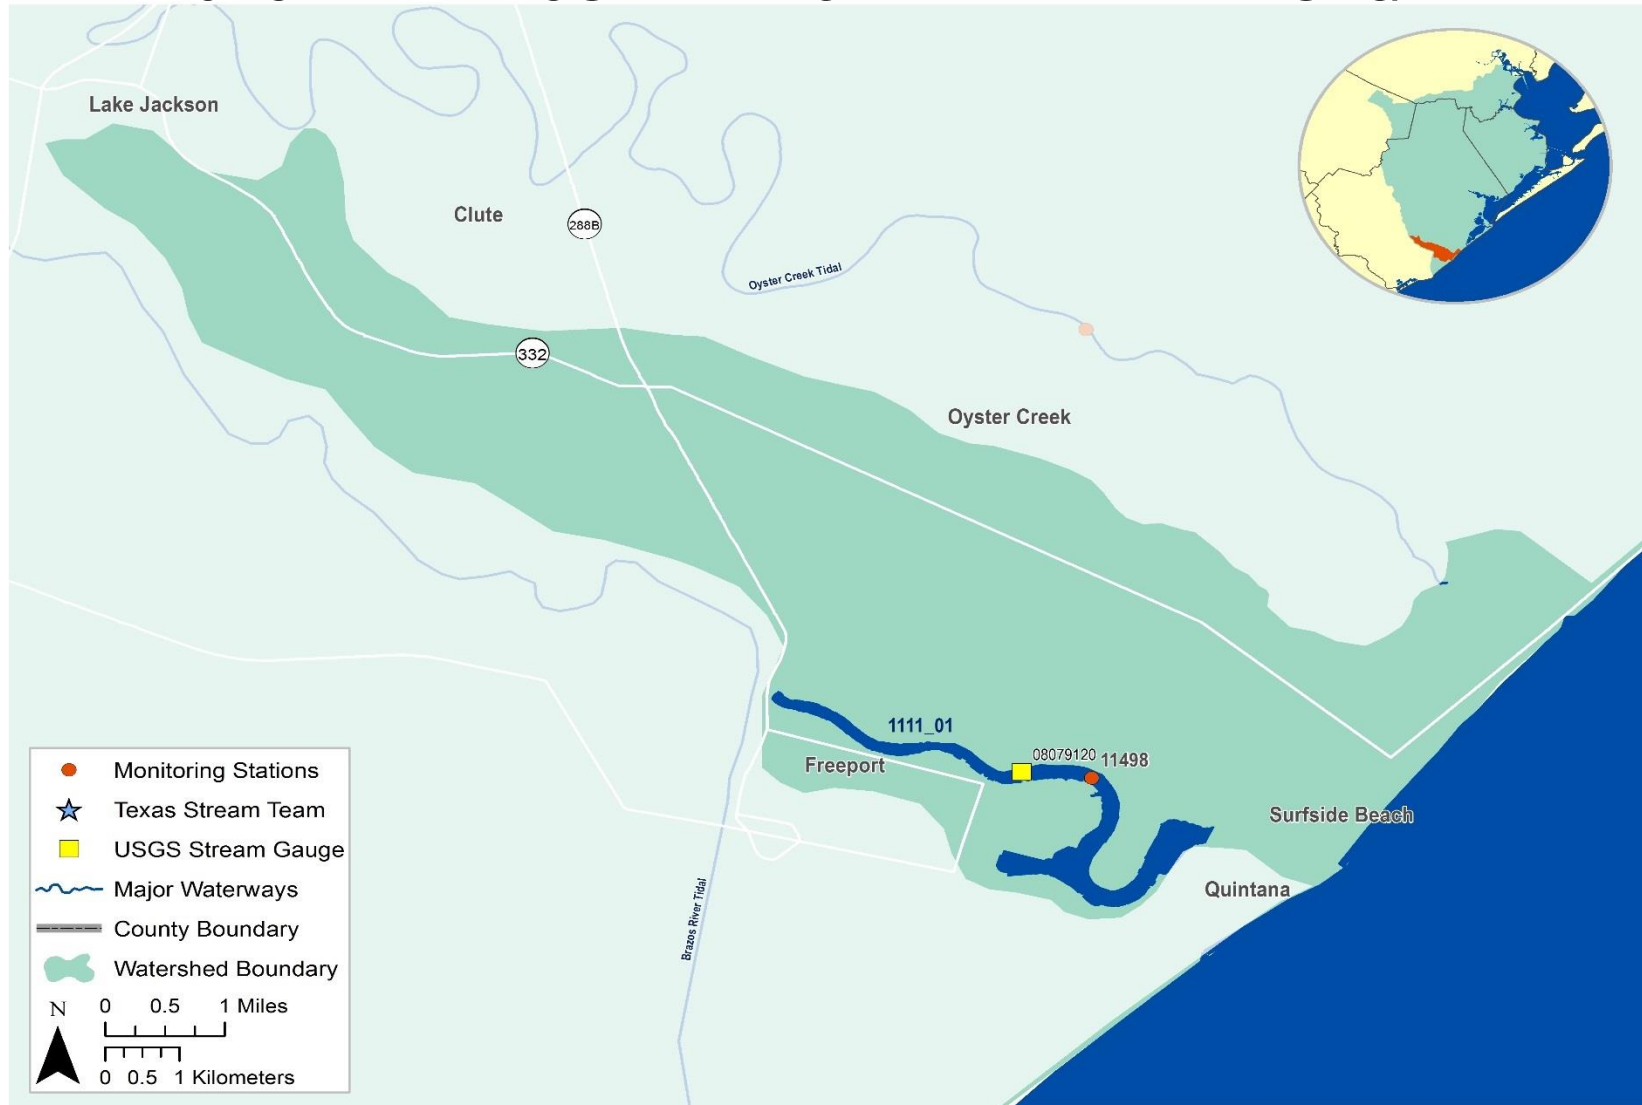 Lake Jackson
Clute
288B
Oyster Creek Tidal
332
Oyster Creek
1111_01
08079120
11498
Freeport
Surfside Beach
Quintana
Brazos River Tidal
Monitoring Stations
Texas Stream Team
USGS Stream Gauge
Major Waterways
County Boundary
Watershed Boundary
N
0 0.5 1 Miles
0 0.5 1 Kilometers